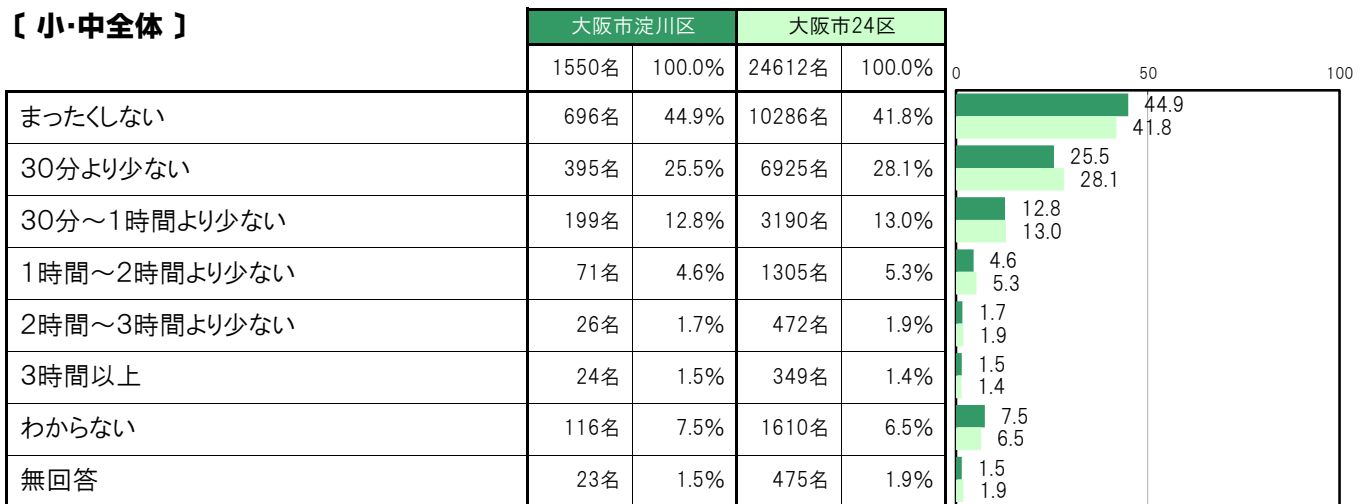 〔 小・中全体 〕
大阪市淀川区 大阪市24区
1550名 100.0% 24612名 100.0% 0 50 100
まったくしない 696名 44.9% 10286名 41.8% 44.9 41.8
30分より少ない 395名 25.5% 6925名 28.1% 25.5 28.1
30分～1時間より少ない 199名 12.8% 3190名 13.0% 12.8 13.0
1時間～2時間より少ない 71名 4.6% 1305名 5.3% 4.6 5.3
2時間～3時間より少ない 26名 1.7% 472名 1.9% 1.7 1.9
3時間以上 24名 1.5% 349名 1.4% 1.5 1.4
わからない 116名 7.5% 1610名 6.5% 7.5 6.5
無回答 23名 1.5% 475名 1.9% 1.5 1.9